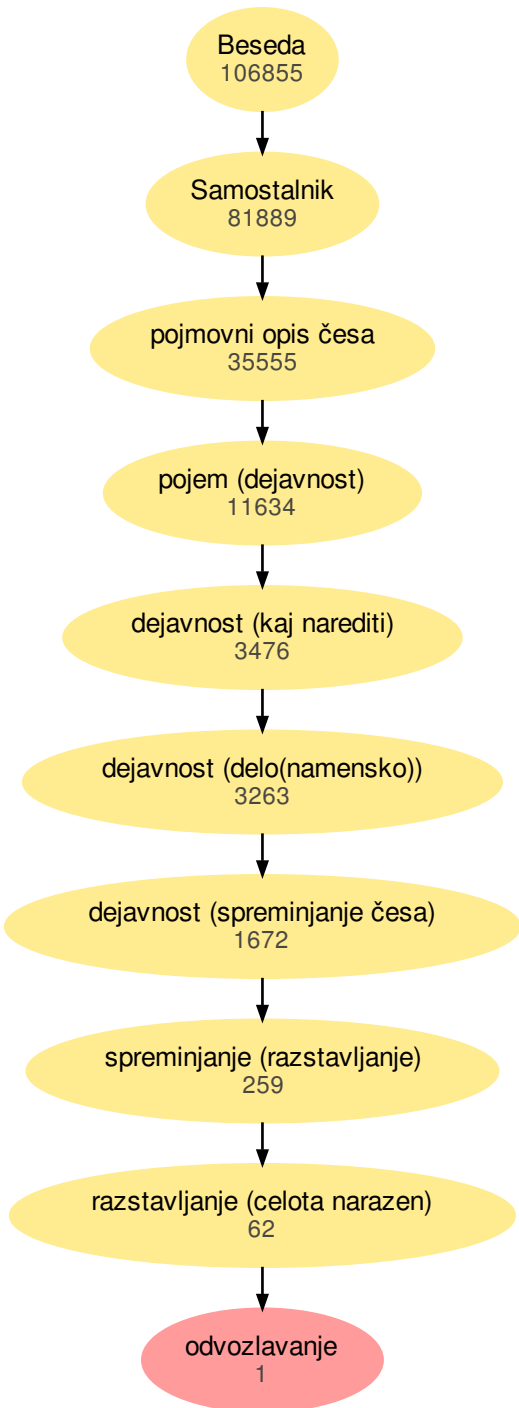 Beseda
106855
Samostalnik
81889
pojmovni opis česa
35555
pojem (dejavnost)
11634
dejavnost (kaj narediti)
3476
dejavnost (delo(namensko))
3263
dejavnost (spreminjanje česa)
1672
spreminjanje (razstavljanje)
259
razstavljanje (celota narazen)
62
odvozlavanje
1